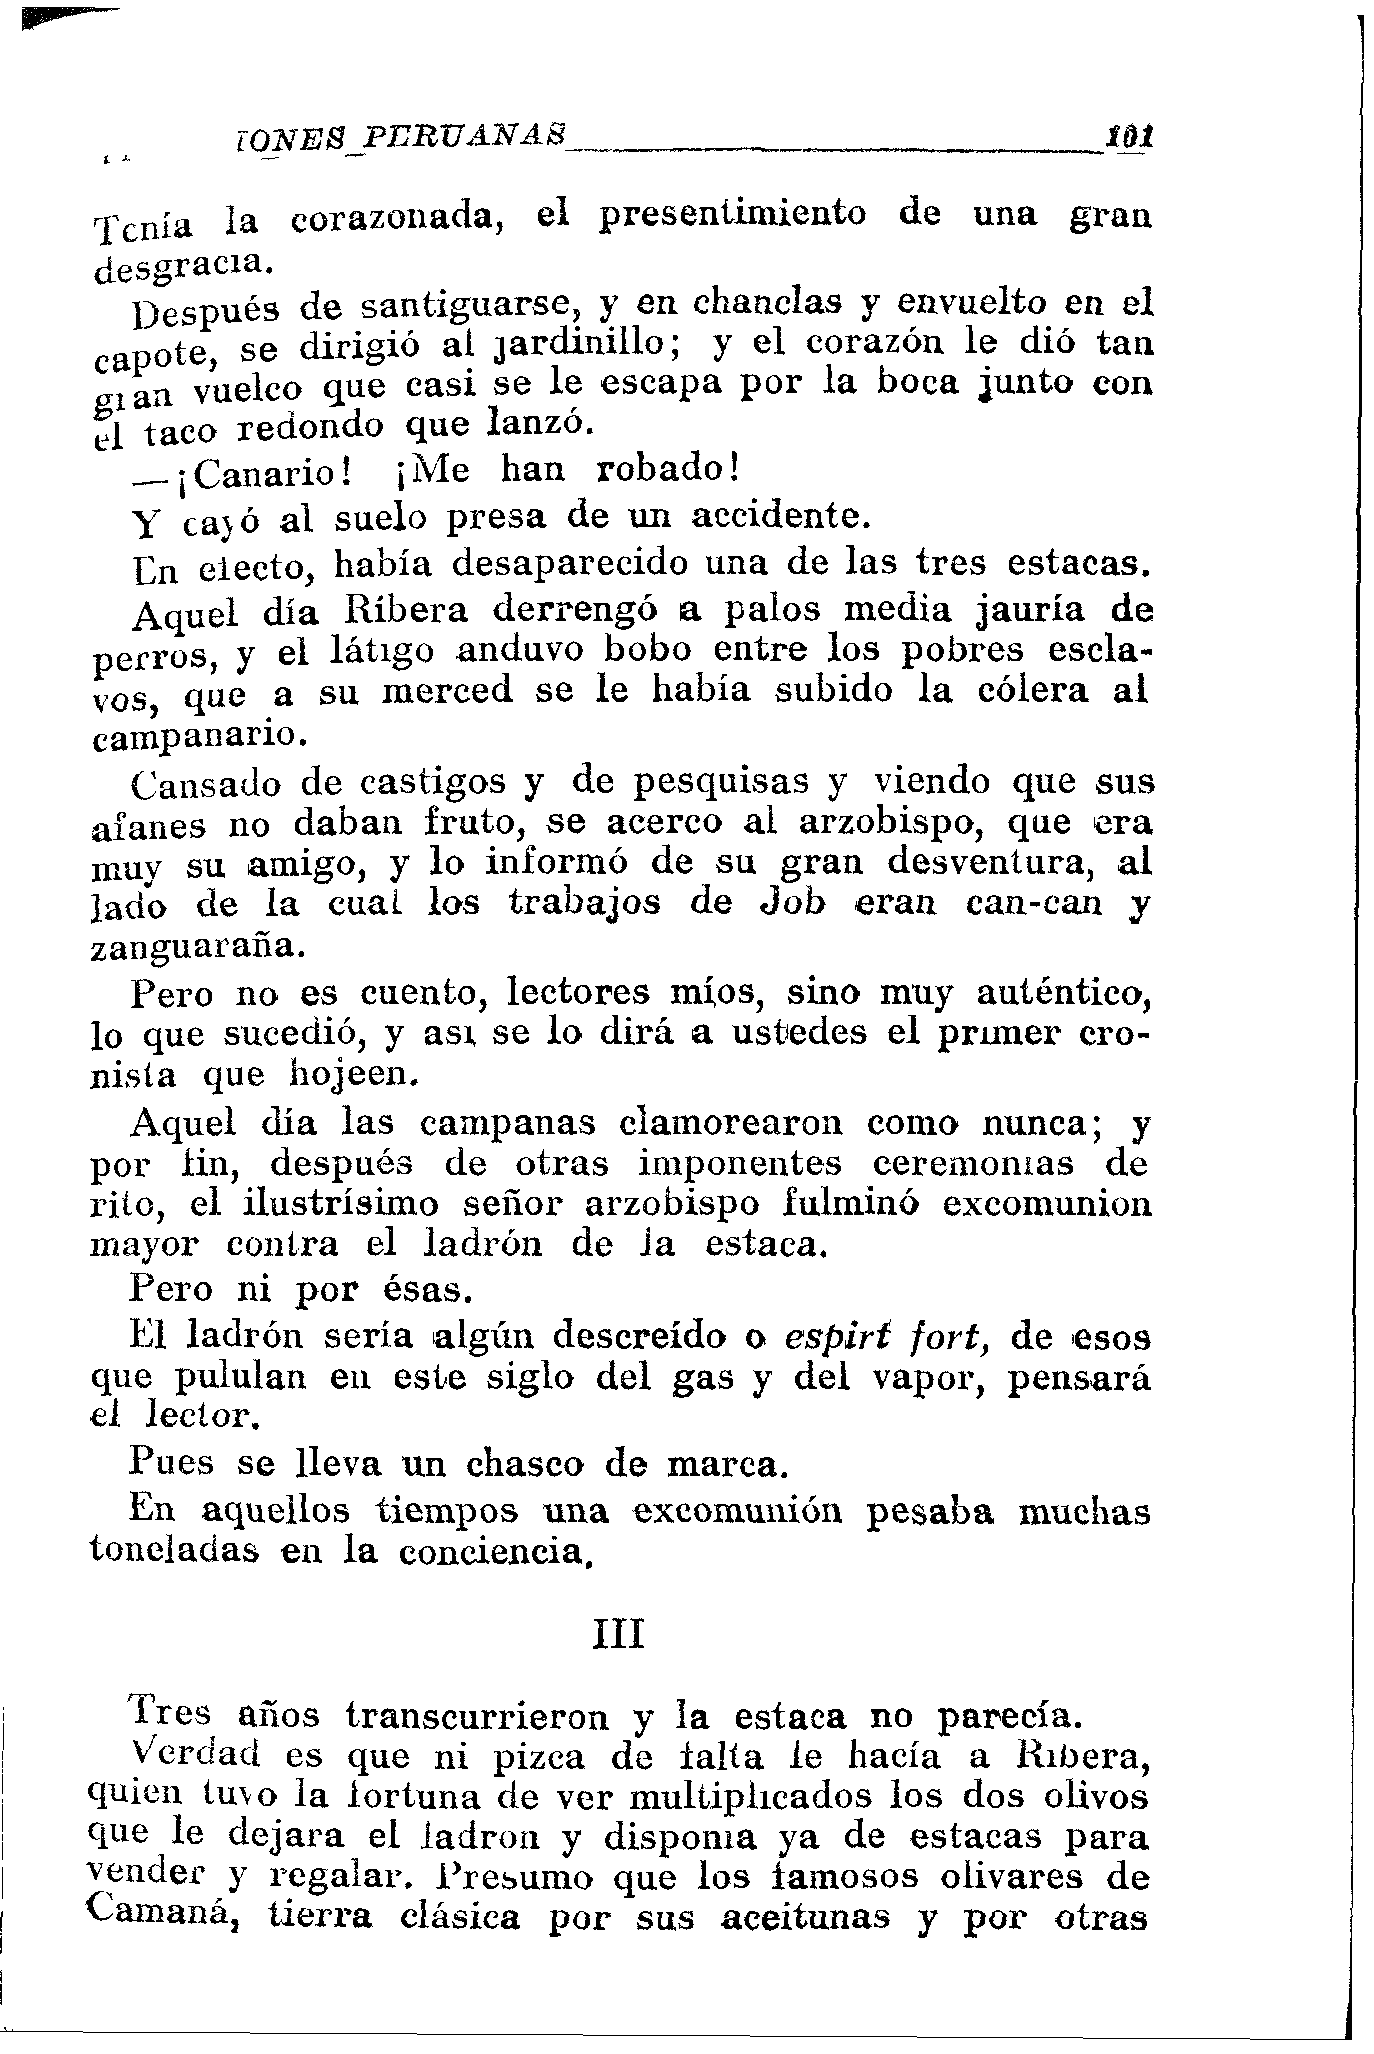 IONES PERUANAS 101
Tenía la corazonada, el presentimiento de una gran
desgracia.
Después de santiguarse, y en chanclas y envuelto en el
capote, se dirigió al jardinillo; y el corazón le dió tan
gran vuelco que casi se le escapa por la boca junto con
el taco redondo que lanzó.
—¡Canario! ¡Me han robado!
Y cayó al suelo presa de un accidente.
En efecto, había desaparecido una de las tres estacas.
Aquel día Ribera derrengó a palos media jauría de
perros, y el látigo anduvo bobo entre los pobres escla-
vos, que a su merced se le había subido la cólera al
campanario.
Cansado de castigos y de pesquisas y viendo que sus
afanes no daban fruto, se acerco al arzobispo, que era
muy su amigo, y lo informó de su gran desventura, al
lado de la cual los trabajos de Job eran can-can y
zanguaraña.
Pero no es cuento, lectores míos, sino muy auténtico,
lo que sucedió, y así se lo dirá a ustedes el primer cro-
nista que hojeen.
Aquel día las campanas clamorearon como nunca; y
por fin, después de otras imponentes ceremonias de
rito, el ilustrísimo señor arzobispo fulminó excomunion
mayor contra el ladrón de la estaca.
Pero ni por ésas.
El ladrón sería algún descreído o espirt fort, de esos
que pululan en este siglo del gas y del vapor, pensará
el lector.
Pues se lleva un chasco de marca.
En aquellos tiempos una excomunión pesaba muchas
toneladas en la conciencia.
III
Tres años transcurrieron y la estaca no parecía.
Verdad es que ni pizca de falta le hacía a Ribera,
quien tuvo la fortuna de ver multiplicados los dos olivos
que le dejara el ladron y disponia ya de estacas para
vender y regalar. Presumo que los famosos olivares de
Camaná, tierra clásica por sus aceitunas y por otras